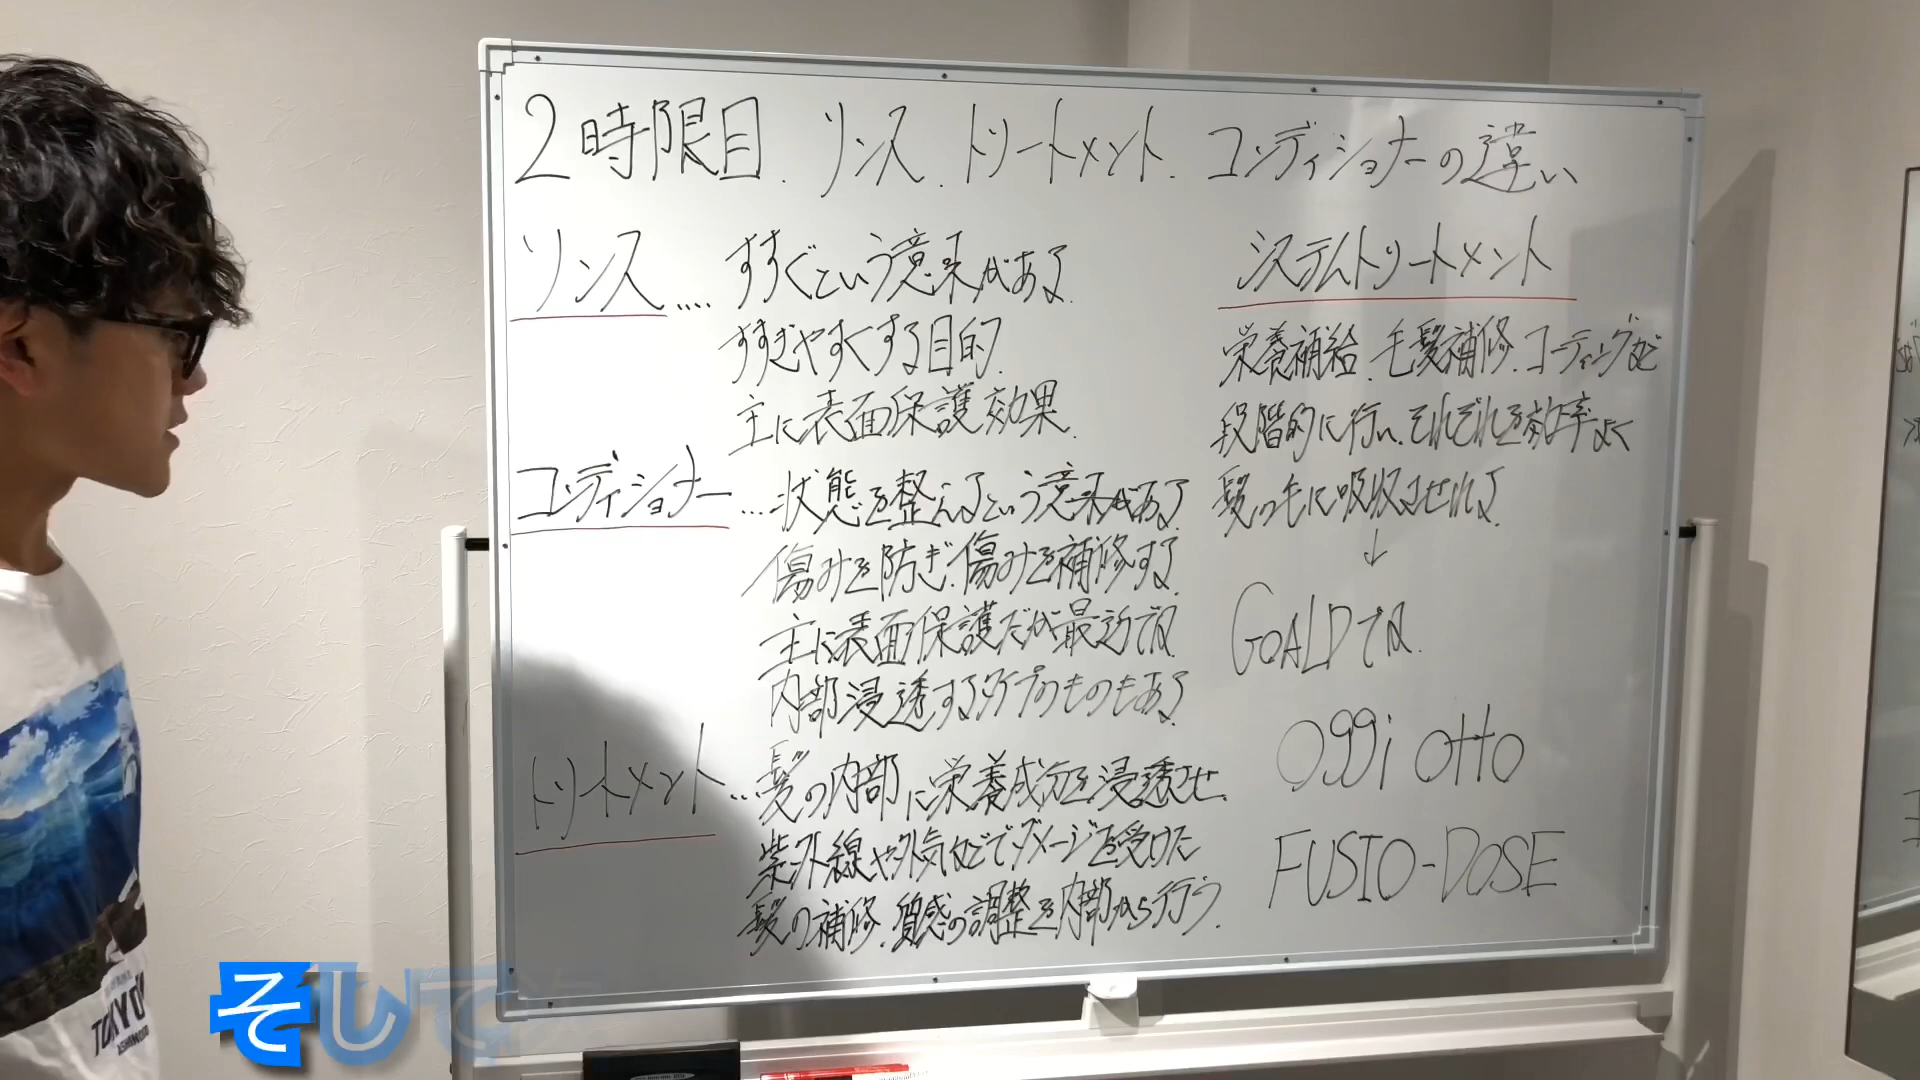 2時限目.リンス.トリートメント.コンディショナーの違い
リンス....すすぐという意味がある.
すすぎやすくする目的.
主に表面保護効果.
コンディショナー...状態を整えるという意味がある.
傷みを防ぎ.傷みを補修する.
主に表面保護だが最近では
内部浸透するタイプのものもある.
トリートメント...髪の内部に栄養成分を浸透させ.
紫外線や外気などでダメージを受けた
髪の補修.質感の調整を内部から行う.
システムトリートメント
栄養補給.毛髪補修.コーティングなど
段階的に行い.それぞれを効率よく
髪の毛に吸収させれる.
↓
GOALDでは.
oggi otto
FUSIO-DOSE
そして
TOKYO